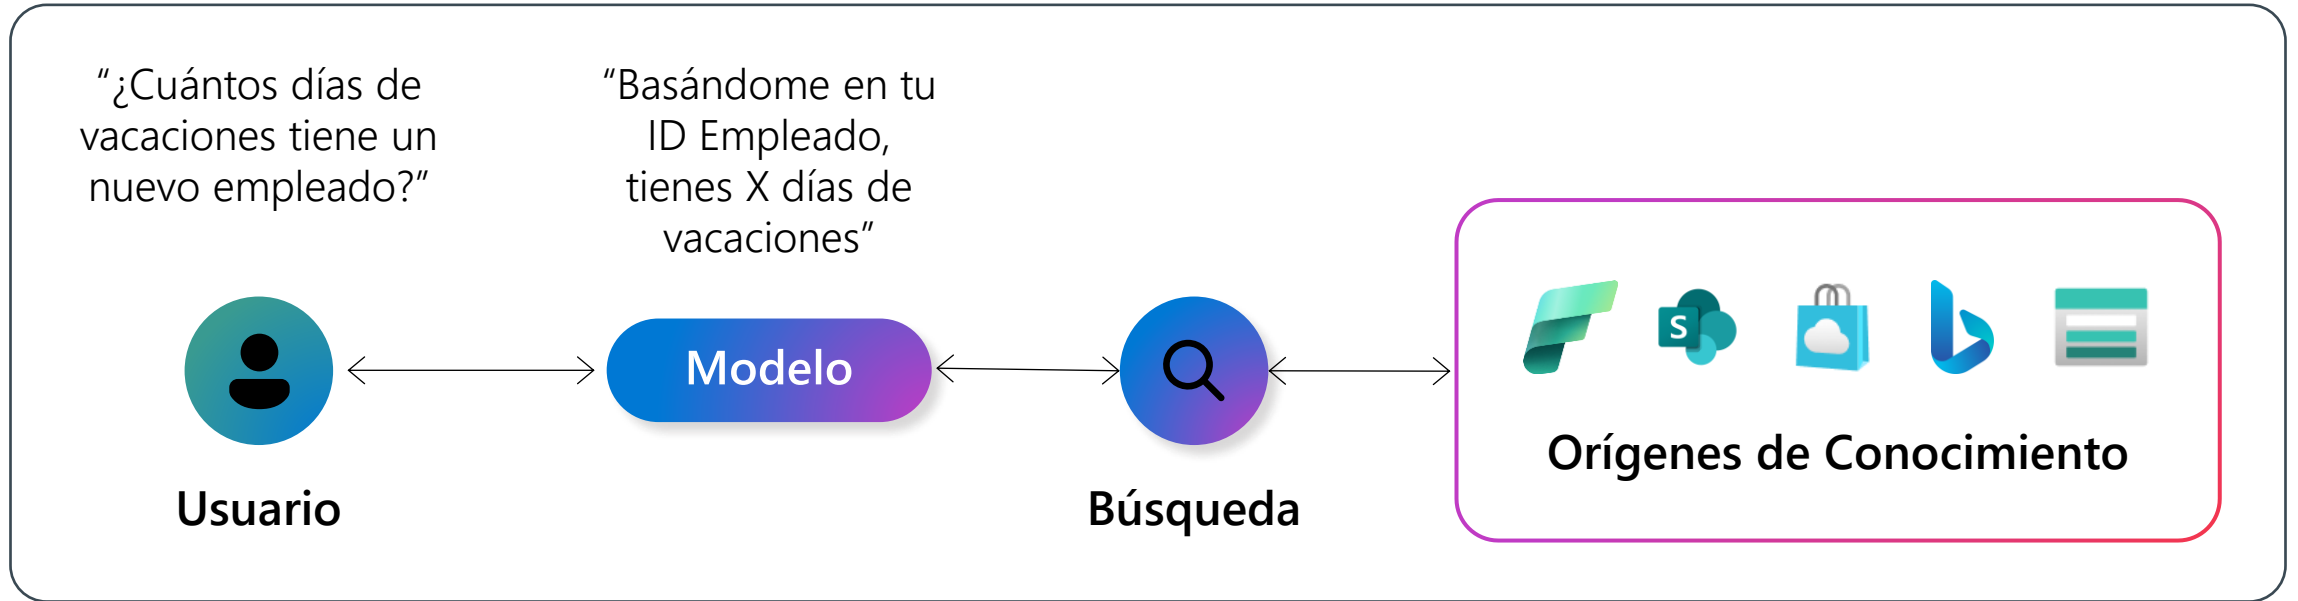 “¿Cuántos días de
vacaciones tiene un
nuevo empleado?”
“Basándome en tu
ID Empleado,
tienes X días de
vacaciones”
Modelo
S
Orígenes de Conocimiento
Usuario
Búsqueda